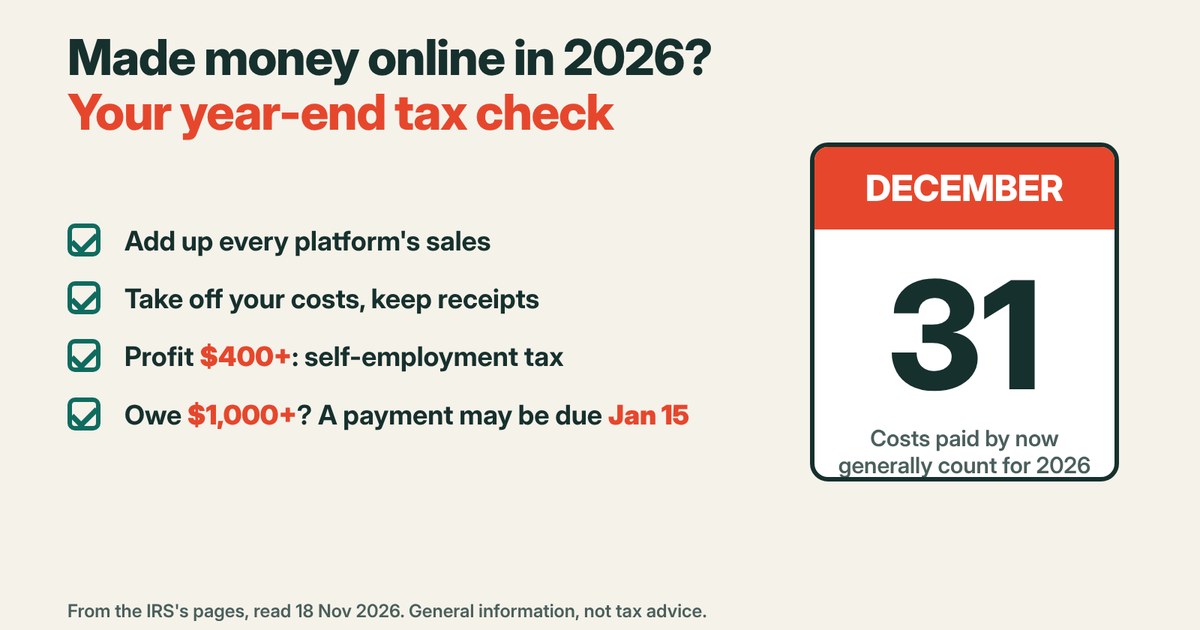 Made money online in 2026?
Your year-end tax check
Add up every platform's sales
Take off your costs, keep receipts
Profit $400+: self-employment tax
Owe $1,000+? A payment may be due Jan 15
DECEMBER
31
Costs paid by now
generally count for 2026
From the IRS's pages, read 18 Nov 2026. General information, not tax advice.